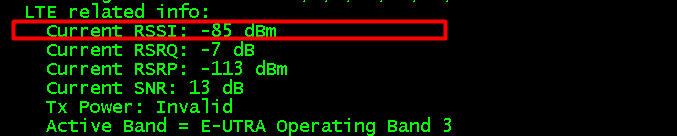 LTE related info:
Current RSSI: -85 dBm
Current RSRQ: -7 dB
Current RSRP: -113 dBm
Current SNR: 13 dB
Tx Power: Invalid
Active Band = E-UTRA Operating Band 3